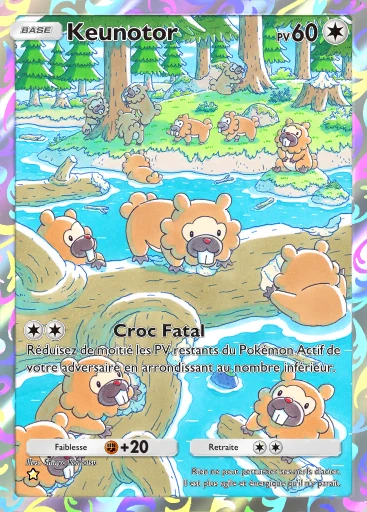 BASE Keunotor PV 60
Croc Fatal
Réduisez de moitié les PV restants du Pokémon Actif de
votre adversaire en arrondissant au nombre inférieur.
Faiblesse +20 Retraite
Rien ne peut perturber ses nerfs d'acier.
Il est plus agile et énergique qu'il n'y paraît.